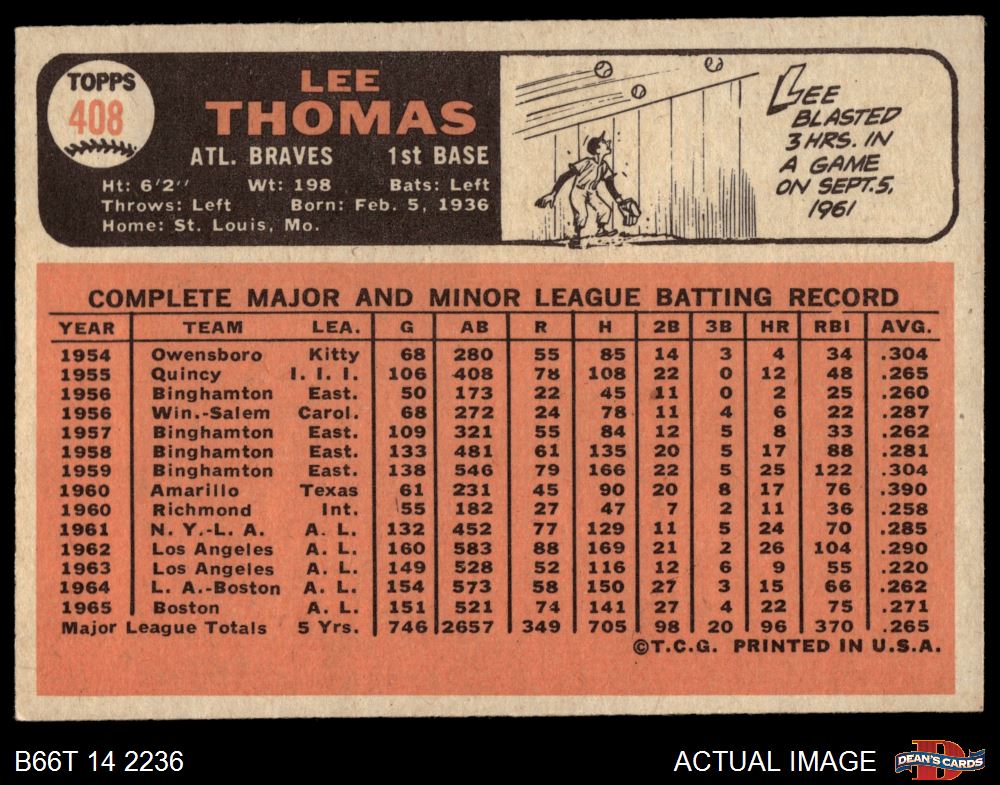 TOPPS
408
LEE
THOMAS
ATL. BRAVES 1st BASE
Ht: 6'2'' Wt: 198 Bats: Left
Throws: Left Born: Feb. 5, 1936
Home: St. Louis, Mo.
LEE
BLASTED
3 HRS. IN
A GAME
ON SEPT. 5,
1961
COMPLETE MAJOR AND MINOR LEAGUE BATTING RECORD
YEAR TEAM LEA. G AB R H 2B 3B HR RBI AVG.
1954 Owensboro Kitty 68 280 55 85 14 3 4 34 .304
1955 Quincy I. I. I. 106 408 78 108 22 0 12 48 .265
1956 Binghamton East. 50 173 22 45 11 0 2 25 .260
1956 Win.-Salem Carol. 68 272 24 78 11 4 6 22 .287
1957 Binghamton East. 109 321 55 84 12 5 8 33 .262
1958 Binghamton East. 133 481 61 135 20 5 17 88 .281
1959 Binghamton East. 138 546 79 166 22 5 25 122 .304
1960 Amarillo Texas 61 231 45 90 20 8 17 76 .390
1960 Richmond Int. 55 182 27 47 7 2 11 36 .258
1961 N. Y.-L. A. A. L. 132 452 77 129 11 5 24 70 .285
1962 Los Angeles A. L. 160 583 88 169 21 2 26 104 .290
1963 Los Angeles A. L. 149 528 52 116 12 6 9 55 .220
1964 L. A.-Boston A. L. 154 573 58 150 27 3 15 66 .262
1965 Boston A. L. 151 521 74 141 27 4 22 75 .271
Major League Totals 5 Yrs. 746 2657 349 705 98 20 96 370 .265
©T.C.G. PRINTED IN U.S.A.
B66T 14 2236 ACTUAL IMAGE
D
DEAN'S CARDS